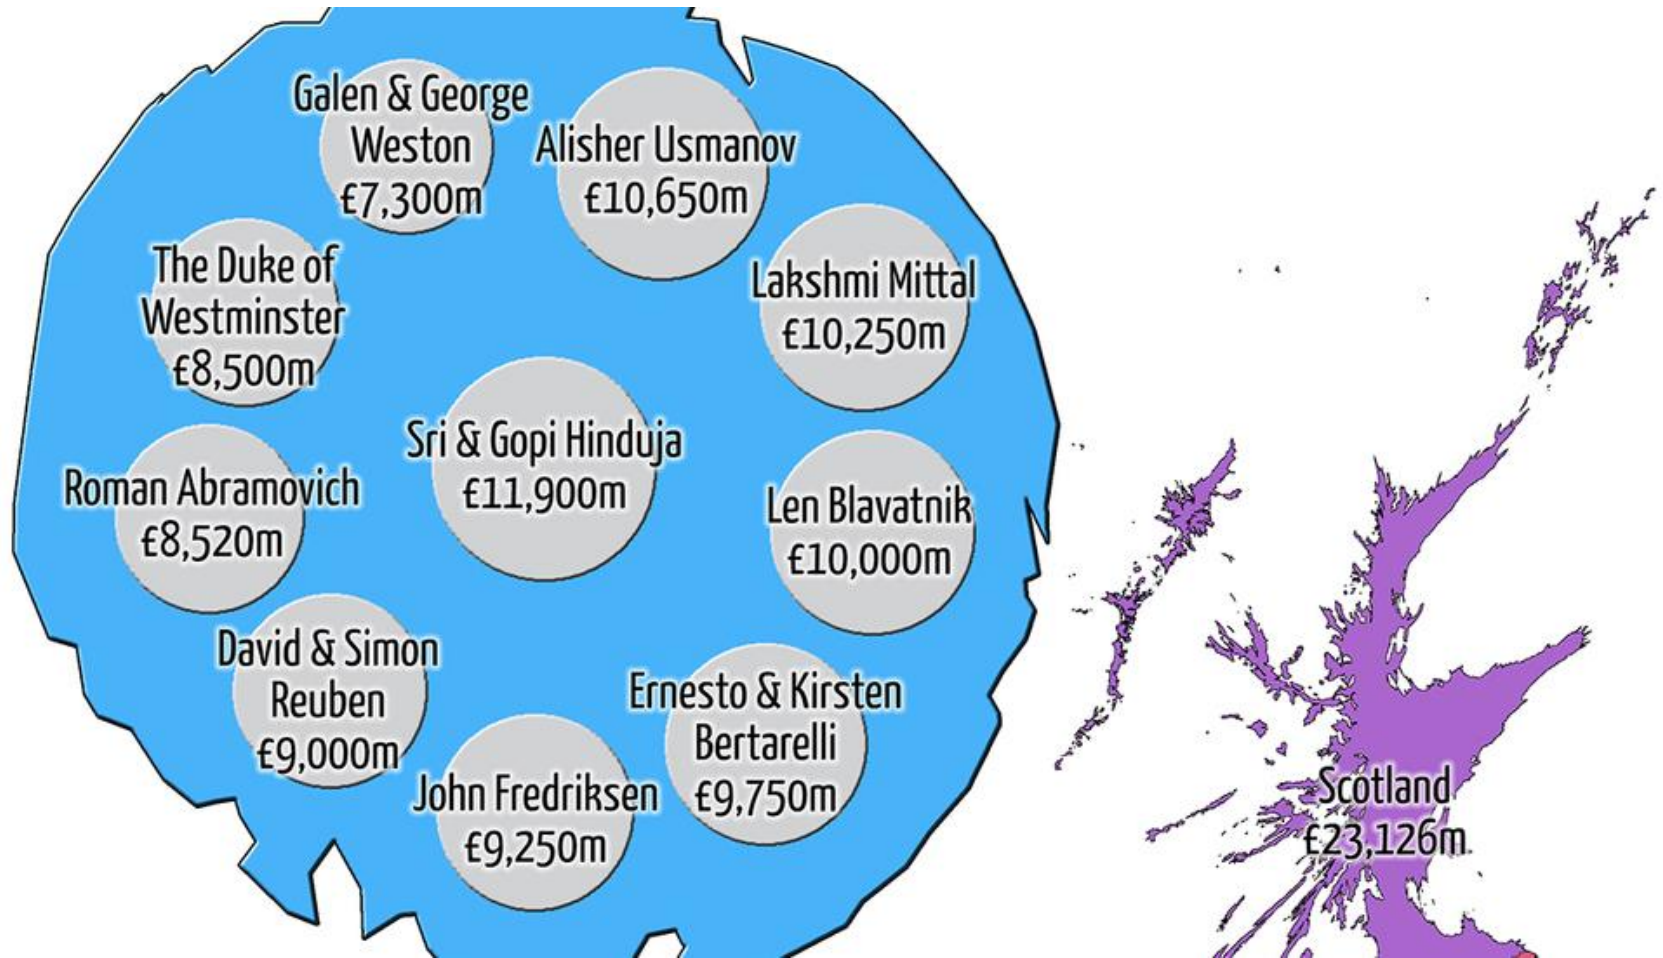 Galen & George
Weston
£7,300m
Alisher Usmanov
£10,650m
The Duke of
Westminster
£8,500m
Lakshmi Mittal
£10,250m
Sri & Gopi Hinduja
£11,900m
Roman Abramovich
£8,520m
Len Blavatnik
£10,000m
David & Simon
Reuben
£9,000m
Ernesto & Kirsten
Bertarelli
£9,750m
John Fredriksen
£9,250m
Scotland
£23,126m